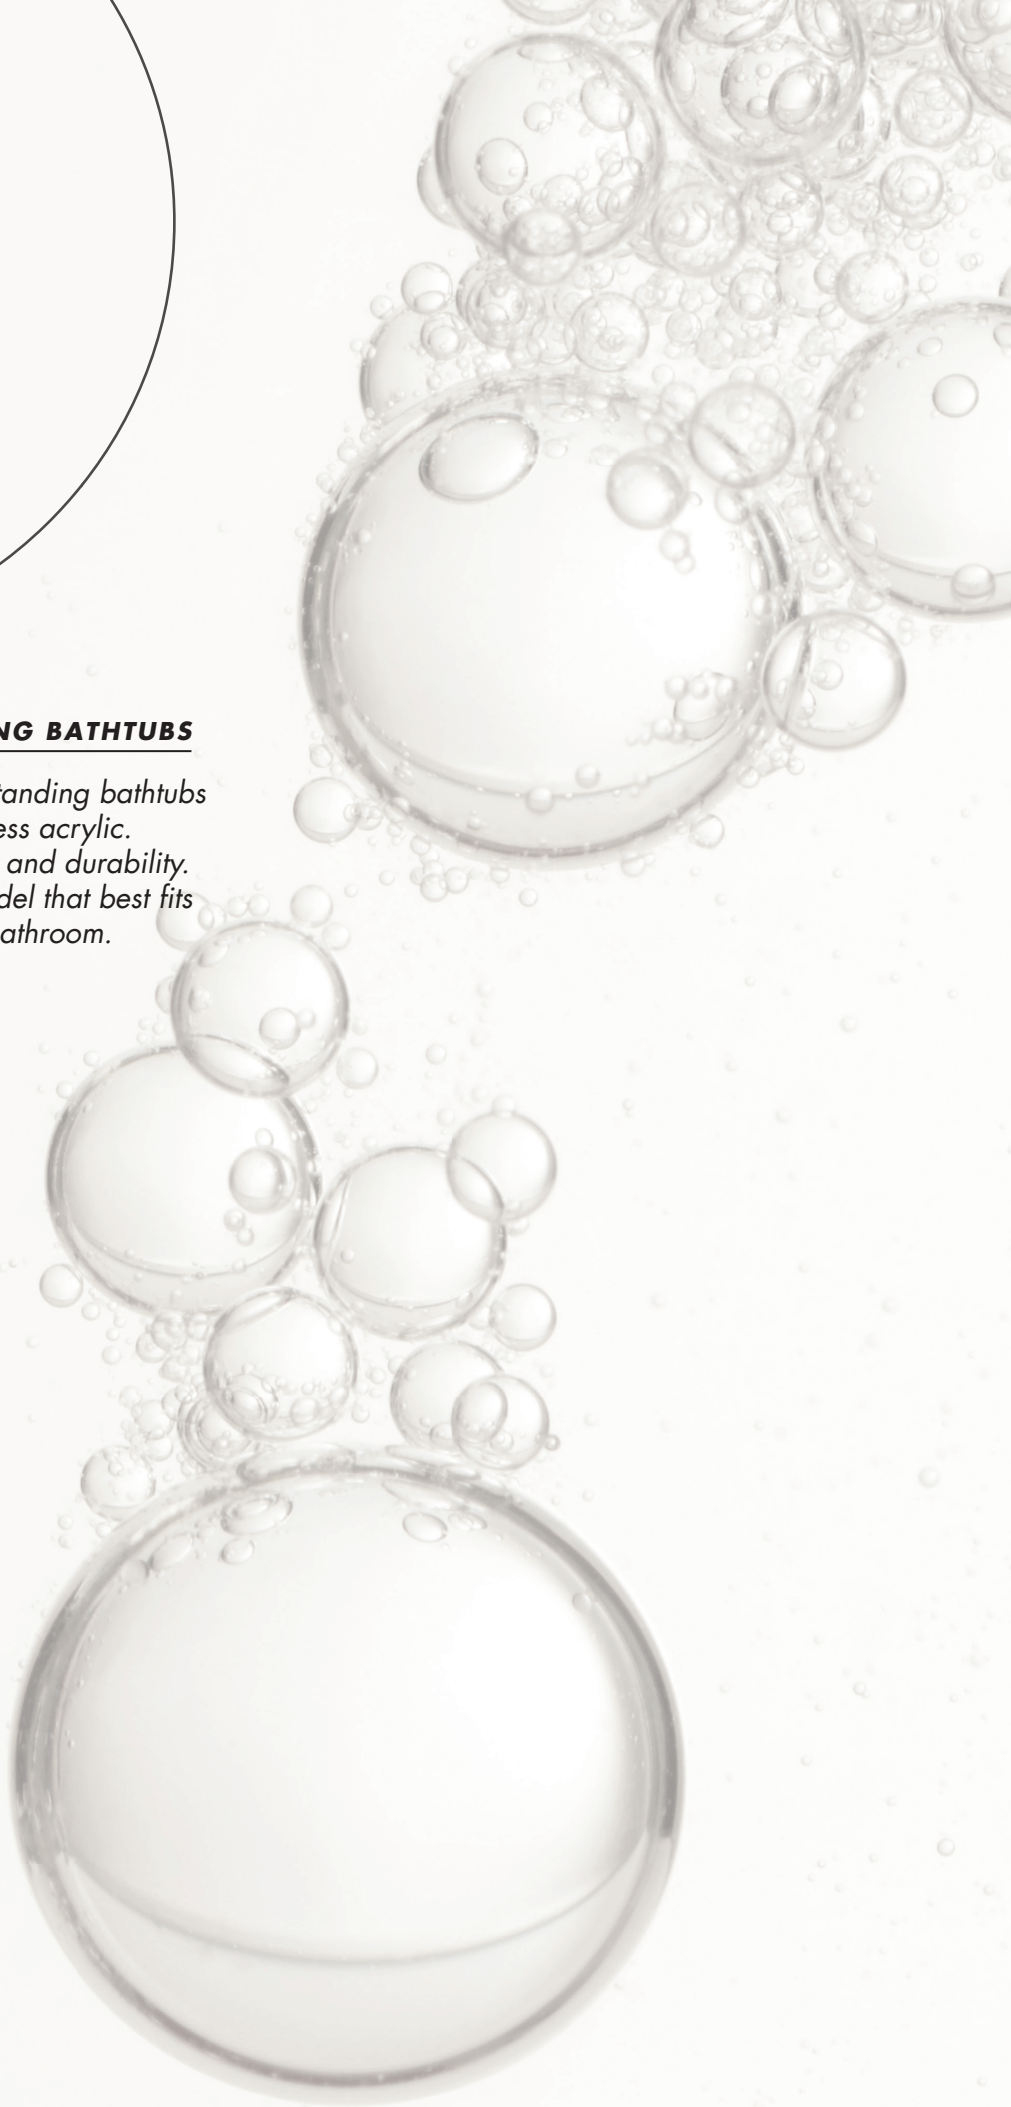 NG BATHTUBS
tanding bathtubs
ess acrylic.
and durability.
del that best fits
athroom.